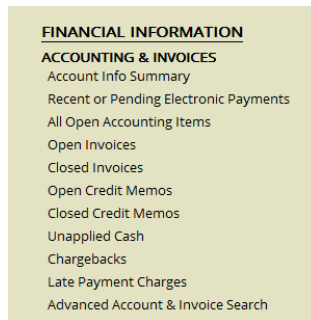 FINANCIAL INFORMATION
ACCOUNTING & INVOICES
Account Info Summary
Recent or Pending Electronic Payments
All Open Accounting Items
Open Invoices
Closed Invoices
Open Credit Memos
Closed Credit Memos
Unapplied Cash
Chargebacks
Late Payment Charges
Advanced Account & Invoice Search